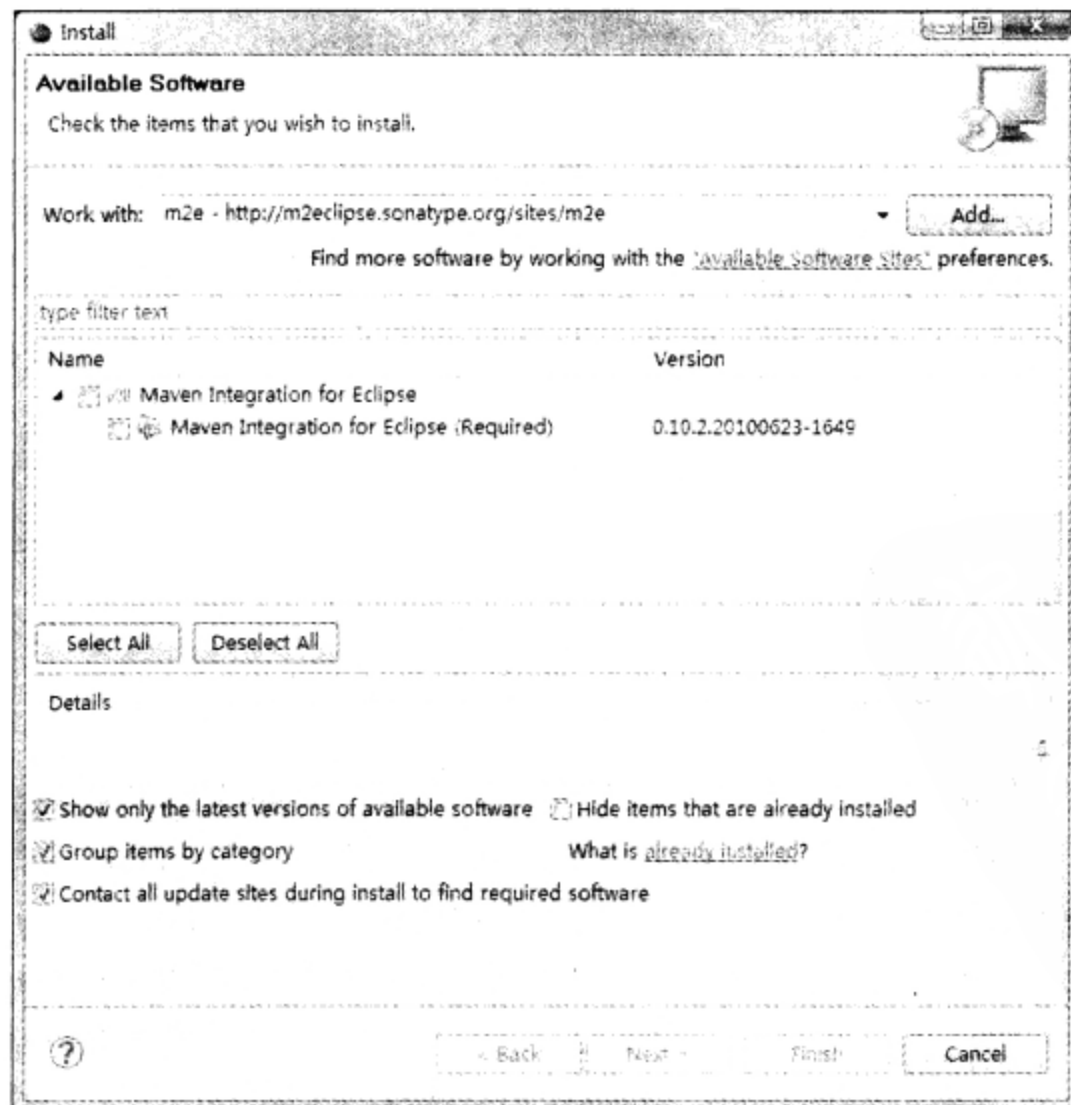 Install
Available Software
Check the items that you wish to install.
Work with: m2e - http://m2eclipse.sonatype.org/sites/m2e Add...
Find more software by working with the "Available Software Sites" preferences.
type filter text
Name Version
Maven Integration for Eclipse
Maven Integration for Eclipse (Required) 0.10.2.20100623-1649
Select All Deselect All
Details
Show only the latest versions of available software Hide items that are already installed
Group items by category What is already installed?
Contact all update sites during install to find required software
? < Back Next > Finish Cancel